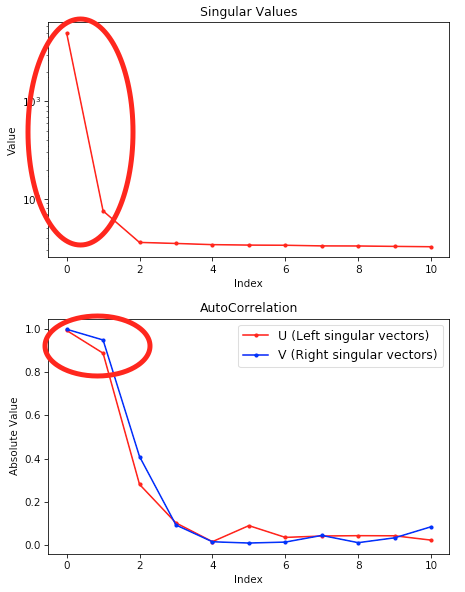 Singular Values
Value
10³
10
0 2 4 6 8 10
Index
AutoCorrelation
Absolute Value
1.0
0.8
0.6
0.4
0.2
0.0
U (Left singular vectors)
V (Right singular vectors)
0 2 4 6 8 10
Index